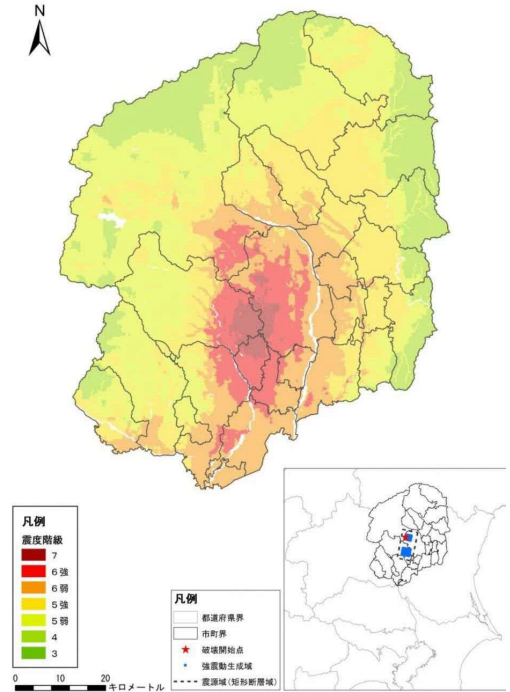 N
凡例
震度階級
7
6強
6弱
5強
5弱
4
3
0 10 20
キロメートル
凡例
都道府県界
市町界
破壊開始点
強震動生成域
震源域(矩形断層域)